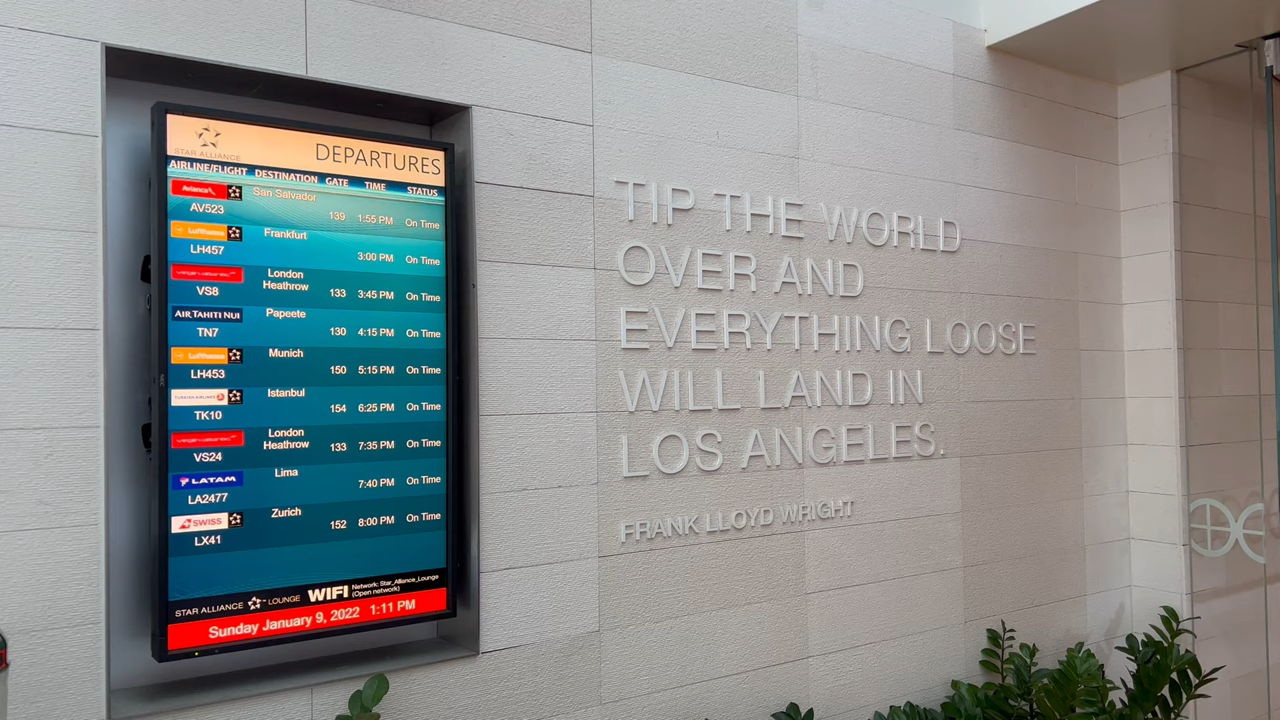 STAR ALLIANCE
DEPARTURES
AIRLINE/FLIGHT DESTINATION GATE TIME STATUS
Avianca San Salvador
AV523 139 1:55 PM On Time
Lufthansa Frankfurt
LH457 3:00 PM On Time
virgin atlantic London Heathrow
VS8 133 3:45 PM On Time
AIR TAHITI NUI Papeete
TN7 130 4:15 PM On Time
Lufthansa Munich
LH453 150 5:15 PM On Time
TURKISH AIRLINES Istanbul
TK10 154 6:25 PM On Time
virgin atlantic London Heathrow
VS24 133 7:35 PM On Time
LATAM Lima
LA2477 7:40 PM On Time
SWISS Zurich
LX41 152 8:00 PM On Time
STAR ALLIANCE LOUNGE WIFI Network: Star_Alliance_Lounge
(Open network)
Sunday January 9, 2022 1:11 PM
TIP THE WORLD
OVER AND
EVERYTHING LOOSE
WILL LAND IN
LOS ANGELES.
FRANK LLOYD WRIGHT